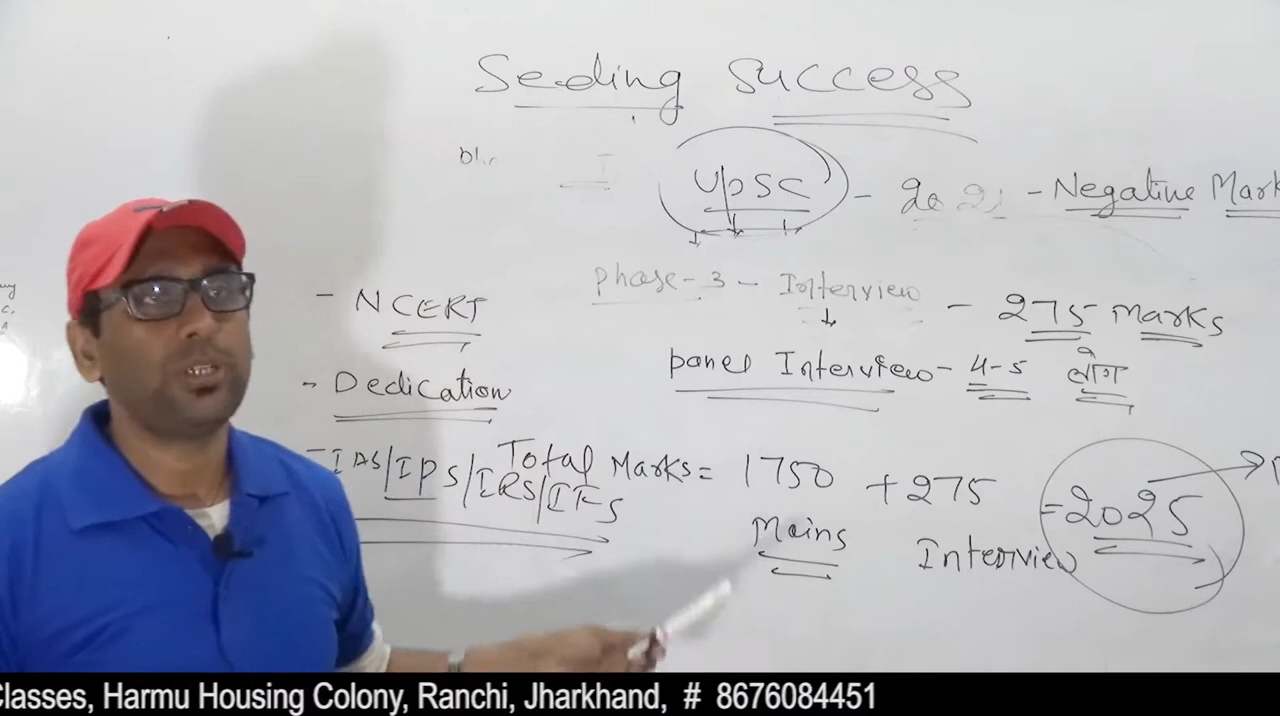 Seeding Success
UPSC - 2021 - Negative Mark
phase-3 - Interview - 275 Marks
- NCERT
panel Interview - 4-5 लोग
- Dedication
- IAS/IPS/IRS/IFS
Total Marks = 1750 + 275 = 2025
Mains Interview
Classes, Harmu Housing Colony, Ranchi, Jharkhand, # 8676084451